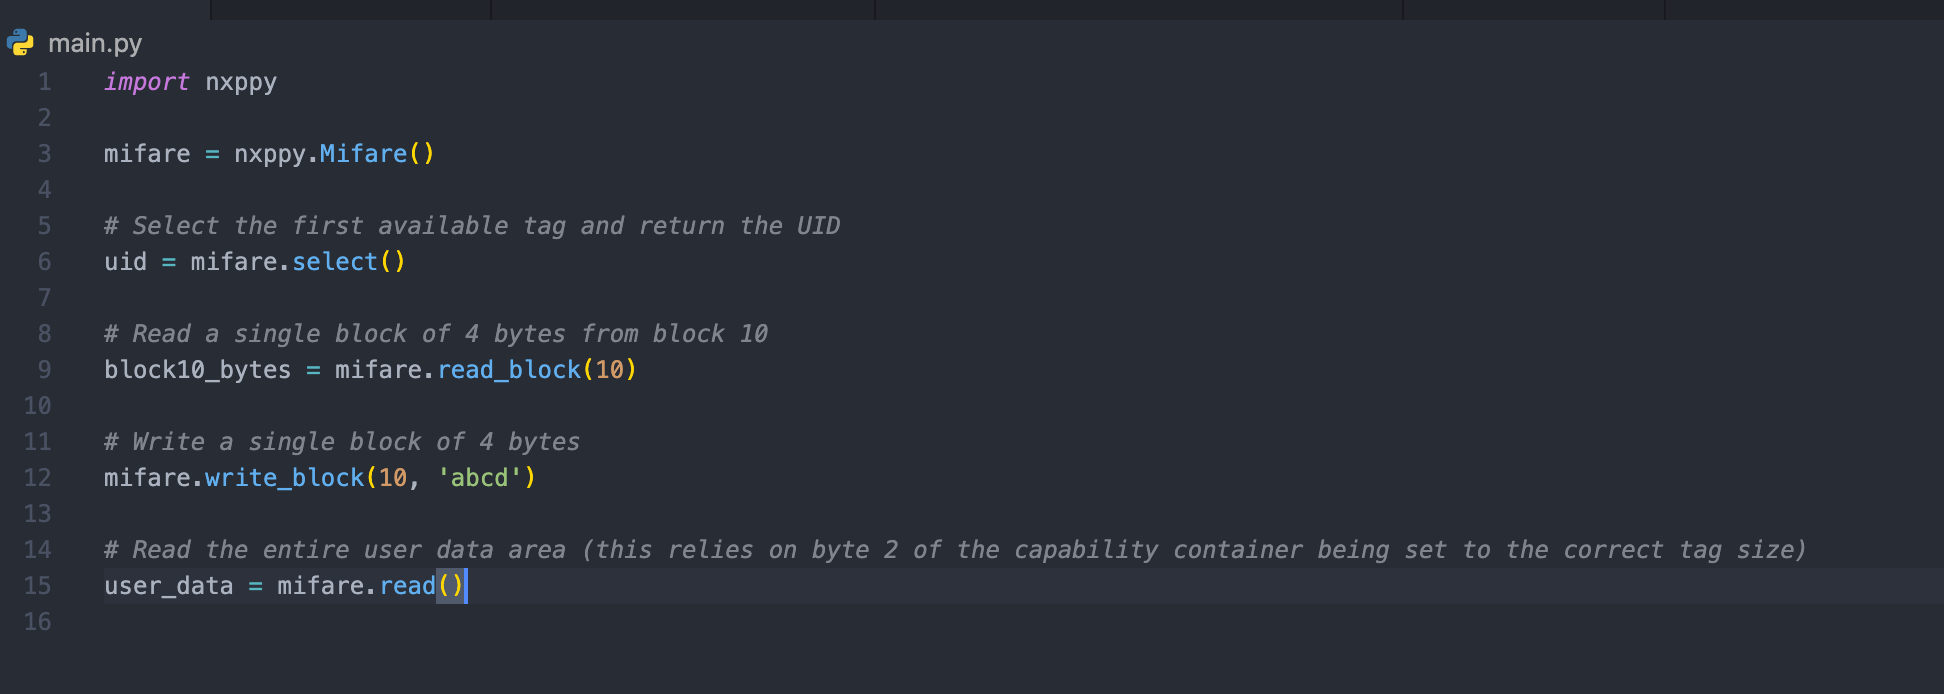 main.py
1 import nxppy
2
3 mifare = nxppy.Mifare()
4
5 # Select the first available tag and return the UID
6 uid = mifare.select()
7
8 # Read a single block of 4 bytes from block 10
9 block10_bytes = mifare.read_block(10)
10
11 # Write a single block of 4 bytes
12 mifare.write_block(10, 'abcd')
13
14 # Read the entire user data area (this relies on byte 2 of the capability container being set to the correct tag size)
15 user_data = mifare.read()
16